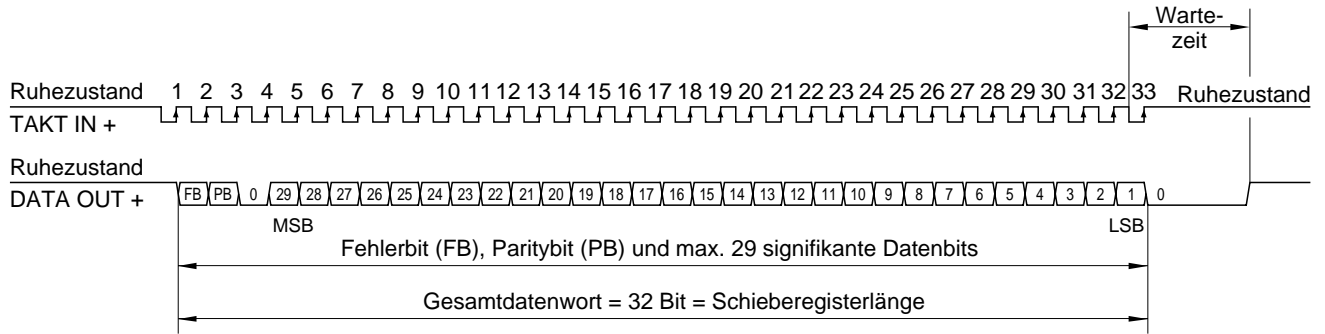 Warte-
zeit
Ruhezustand 1 2 3 4 5 6 7 8 9 10 11 12 13 14 15 16 17 18 19 20 21 22 23 24 25 26 27 28 29 30 31 32 33 Ruhezustand
TAKT IN +
Ruhezustand
DATA OUT + FB PB 0 29 28 27 26 25 24 23 22 21 20 19 18 17 16 15 14 13 12 11 10 9 8 7 6 5 4 3 2 1 0
MSB LSB
Fehlerbit (FB), Paritybit (PB) und max. 29 signifikante Datenbits
Gesamtdatenwort = 32 Bit = Schieberegisterlänge